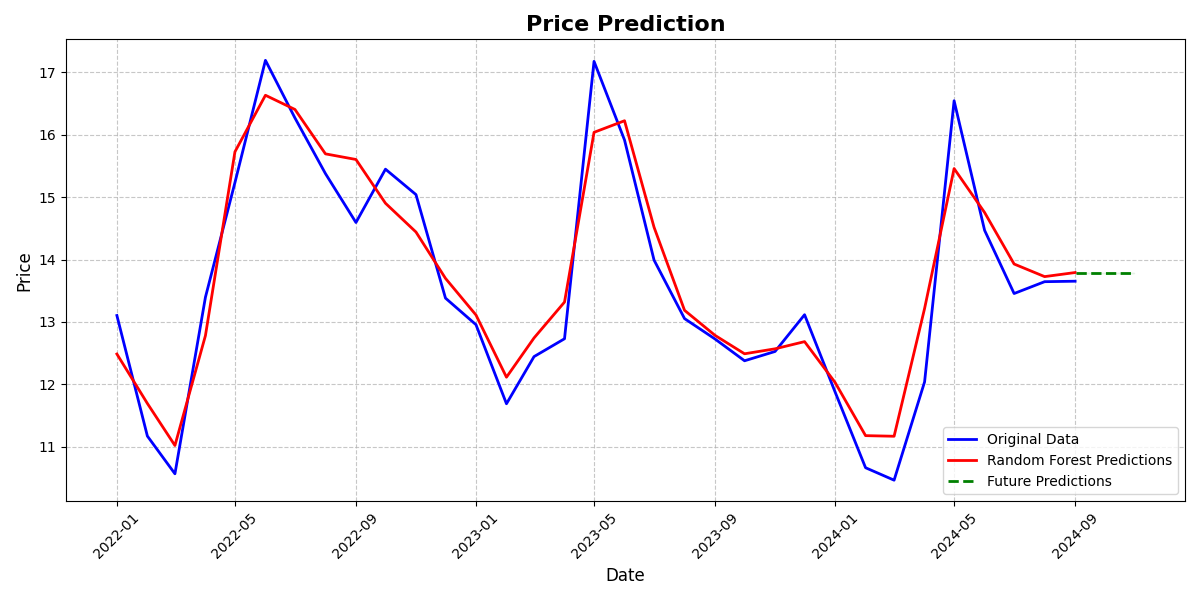 Price Prediction
Price
17
16
15
14
13
12
11
Original Data
Random Forest Predictions
Future Predictions
2022-01
2022-05
2022-09
2023-01
2023-05
2023-09
2024-01
2024-05
2024-09
Date